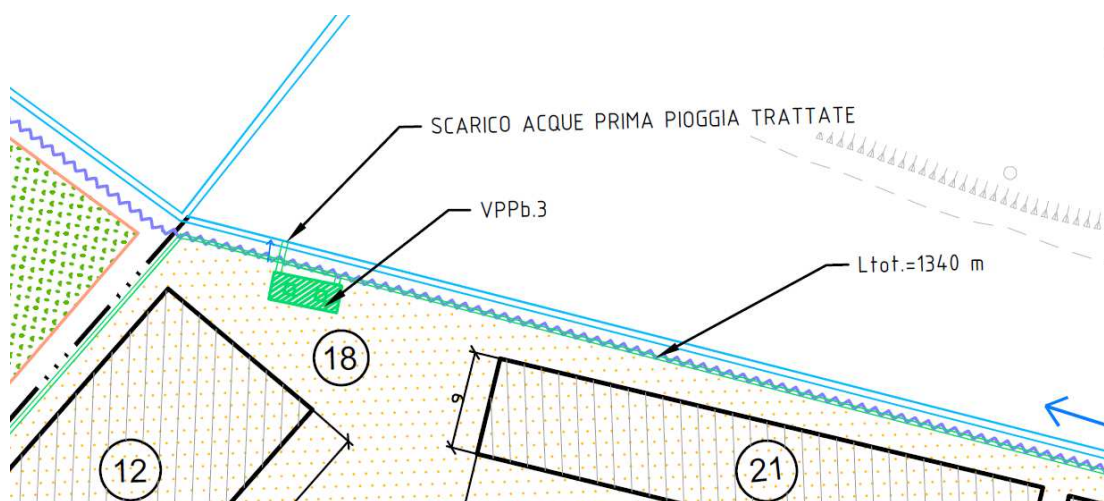 SCARICO ACQUE PRIMA PIOGGIA TRATTATE
VPPb.3
Ltot.=1340 m
18
9
12
21